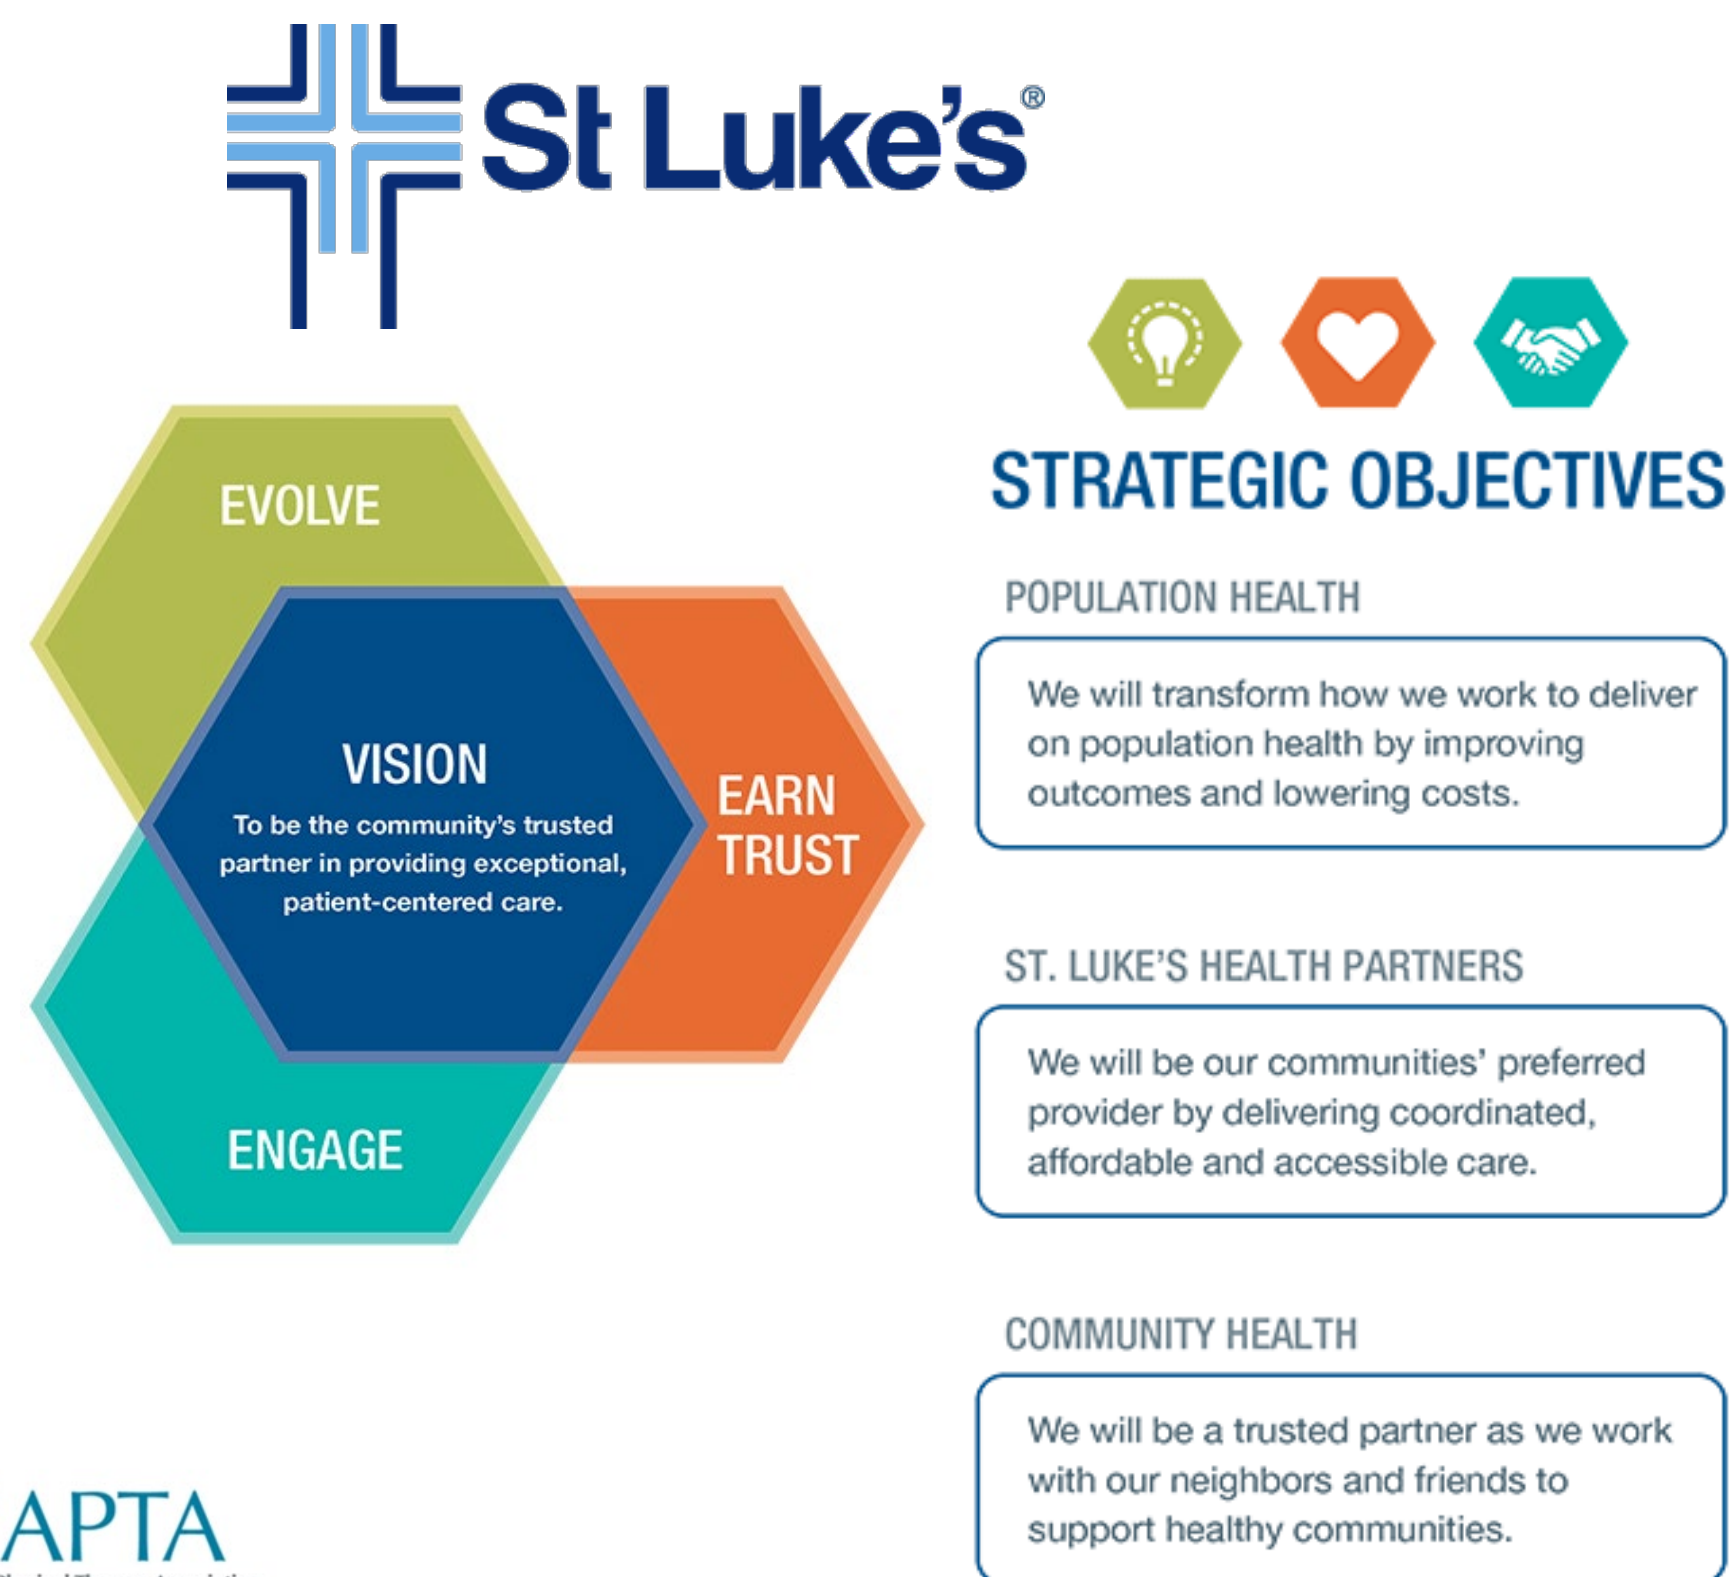 St Luke's®
EVOLVE
VISION
To be the community's trusted
partner in providing exceptional,
patient-centered care.
EARN
TRUST
ENGAGE
STRATEGIC OBJECTIVES
POPULATION HEALTH
We will transform how we work to deliver
on population health by improving
outcomes and lowering costs.
ST. LUKE'S HEALTH PARTNERS
We will be our communities' preferred
provider by delivering coordinated,
affordable and accessible care.
COMMUNITY HEALTH
We will be a trusted partner as we work
with our neighbors and friends to
support healthy communities.
APTA